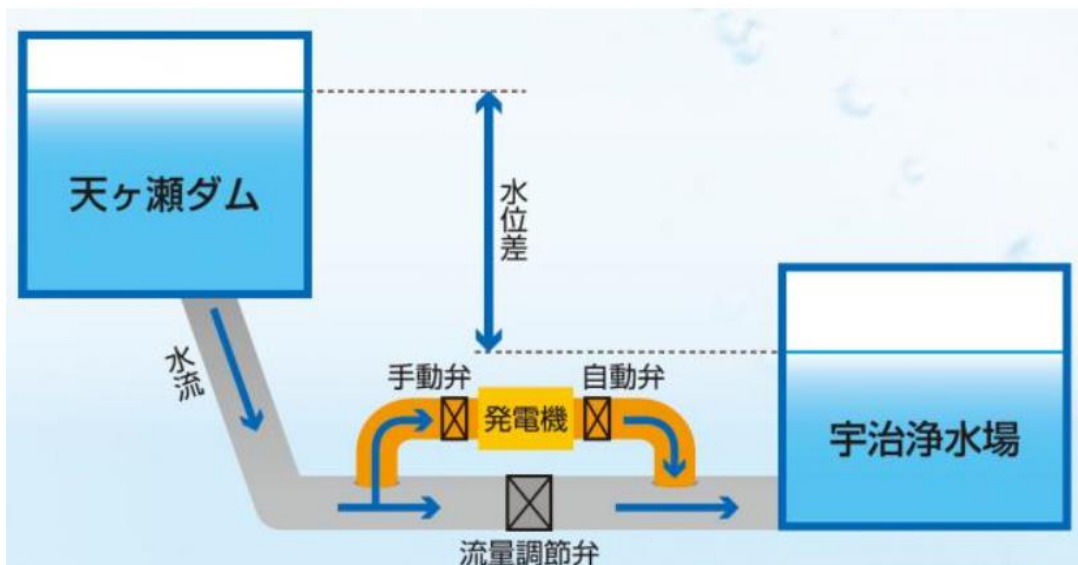 天ヶ瀬ダム
水位差
水流
手動弁
自動弁
発電機
宇治浄水場
流量調節弁